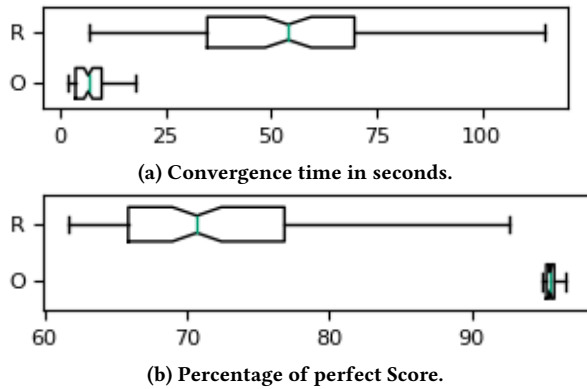 R
O
0 25 50 75 100
(a) Convergence time in seconds.
R
O
60 70 80 90
(b) Percentage of perfect Score.